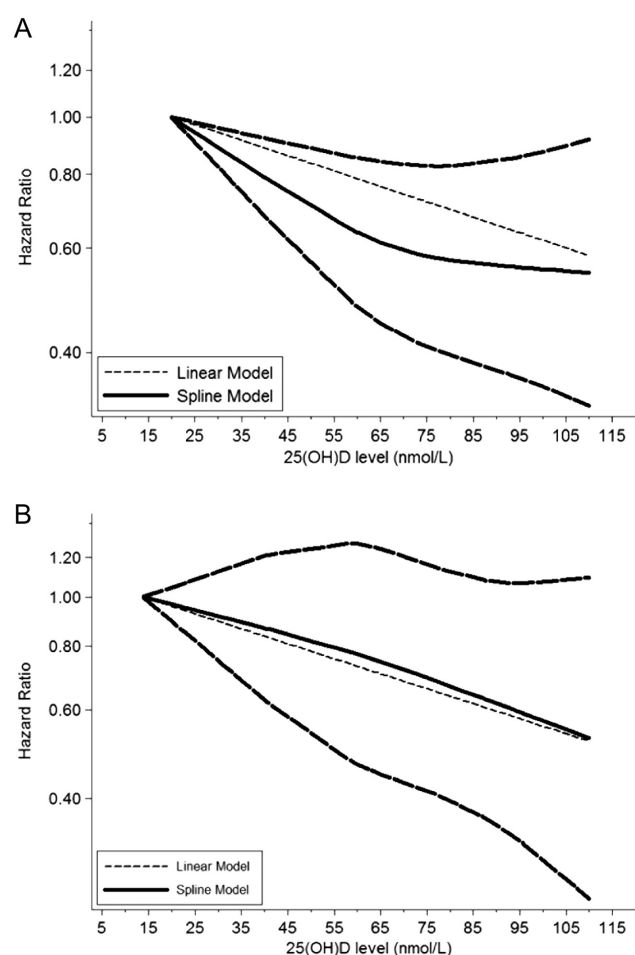 A
1.20
1.00
0.80
0.60
0.40
Hazard Ratio
Linear Model
Spline Model
5 15 25 35 45 55 65 75 85 95 105 115
25(OH)D level (nmol/L)
B
1.20
1.00
0.80
0.60
0.40
Hazard Ratio
Linear Model
Spline Model
5 15 25 35 45 55 65 75 85 95 105 115
25(OH)D level (nmol/L)